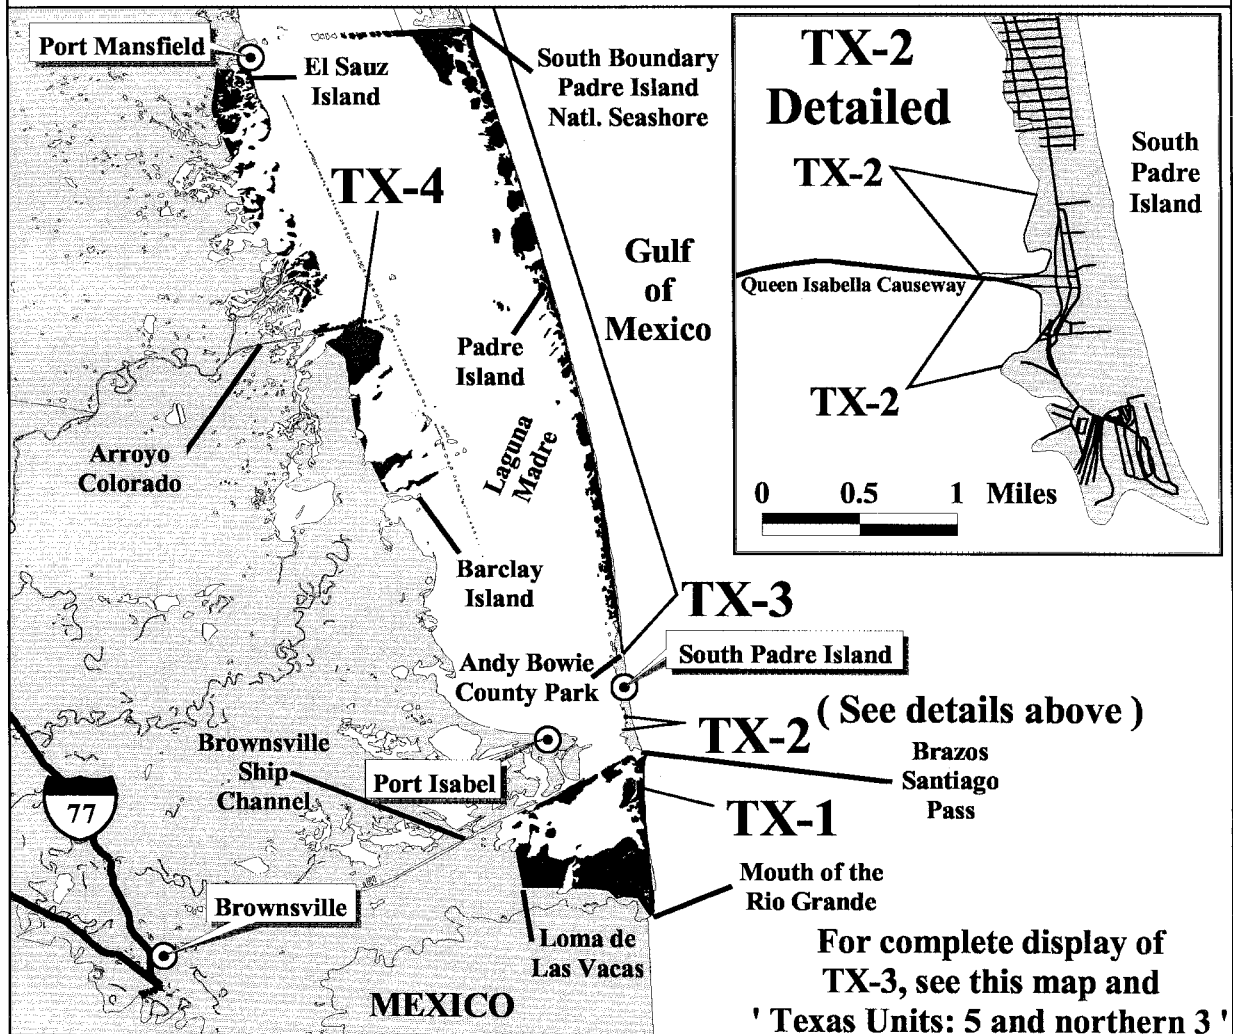 Port Mansfield
El Sauz
Island
South Boundary
Padre Island
Natl. Seashore
TX-4
Gulf
of
Mexico
Padre
Island
Laguna
Madre
Arroyo
Colorado
Barclay
Island
TX-3
South Padre Island
Andy Bowie
County Park
TX-2
( See details above )
Brownsville
Ship
Channel
Port Isabel
Brazos
Santiago
Pass
77
TX-1
Mouth of the
Rio Grande
Brownsville
Loma de
Las Vacas
MEXICO
For complete display of
TX-3, see this map and
' Texas Units: 5 and northern 3 '
TX-2
Detailed
TX-2
South
Padre
Island
Queen Isabella Causeway
TX-2
0 0.5 1 Miles